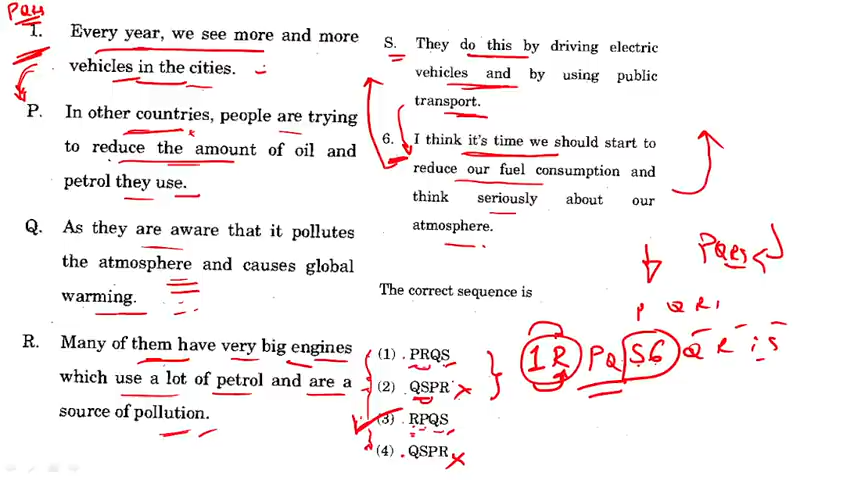 1. Every year, we see more and more
vehicles in the cities.
P. In other countries, people are trying
to reduce the amount of oil and
petrol they use.
Q. As they are aware that it pollutes
the atmosphere and causes global
warming.
R. Many of them have very big engines
which use a lot of petrol and are a
source of pollution.
S. They do this by driving electric
vehicles and by using public
transport.
6. I think it's time we should start to
reduce our fuel consumption and
think seriously about our
atmosphere.
The correct sequence is
(1) . PRQS
(2) . QSPR
(3) . RPQS
(4) . QSPR
1R PQ S6 Q R